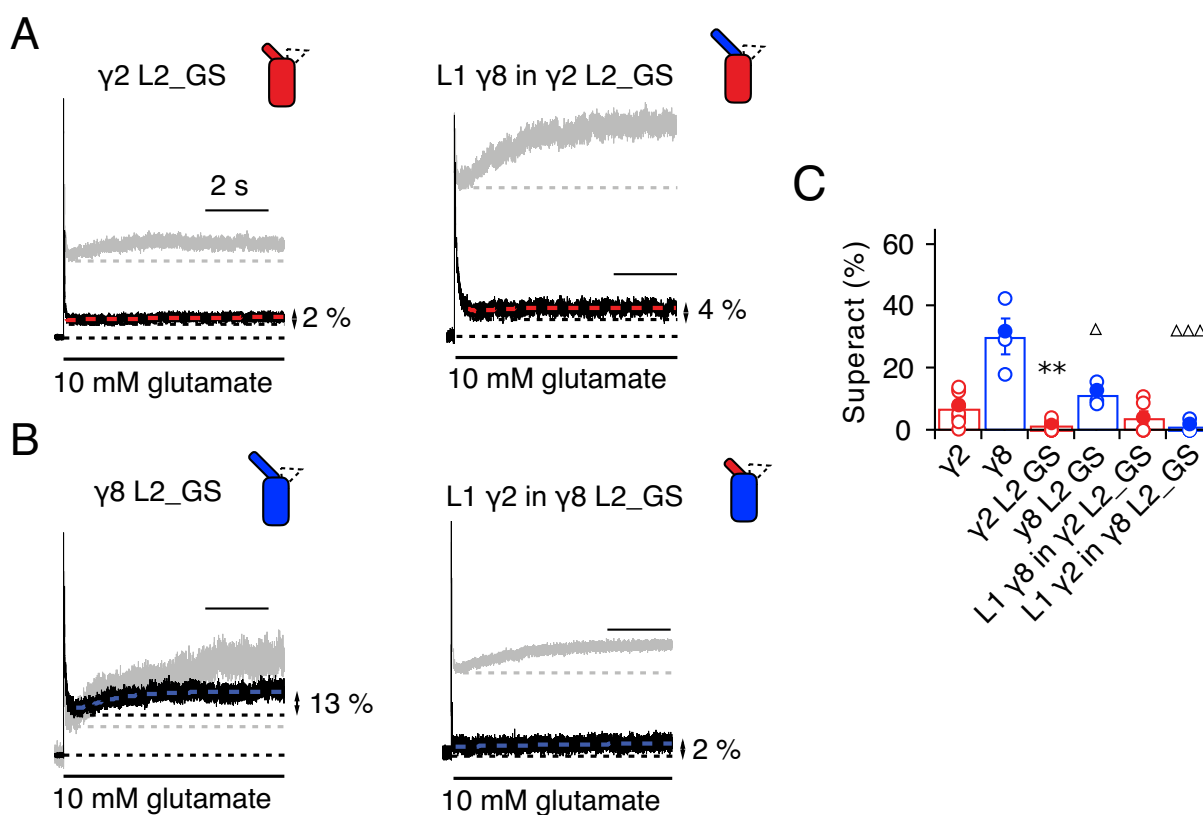 A
γ2 L2_GS
2 s
2 %
10 mM glutamate
L1 γ8 in γ2 L2_GS
4 %
10 mM glutamate
B
γ8 L2_GS
13 %
10 mM glutamate
L1 γ2 in γ8 L2_GS
2 %
10 mM glutamate
C
Superact (%)
60
40
20
0
**
△
△△△
γ2
γ8
γ2 L2 GS
y8 L2 GS
L1 γ8 in γ2 L2_GS
L1 γ2 in γ8 L2_GS